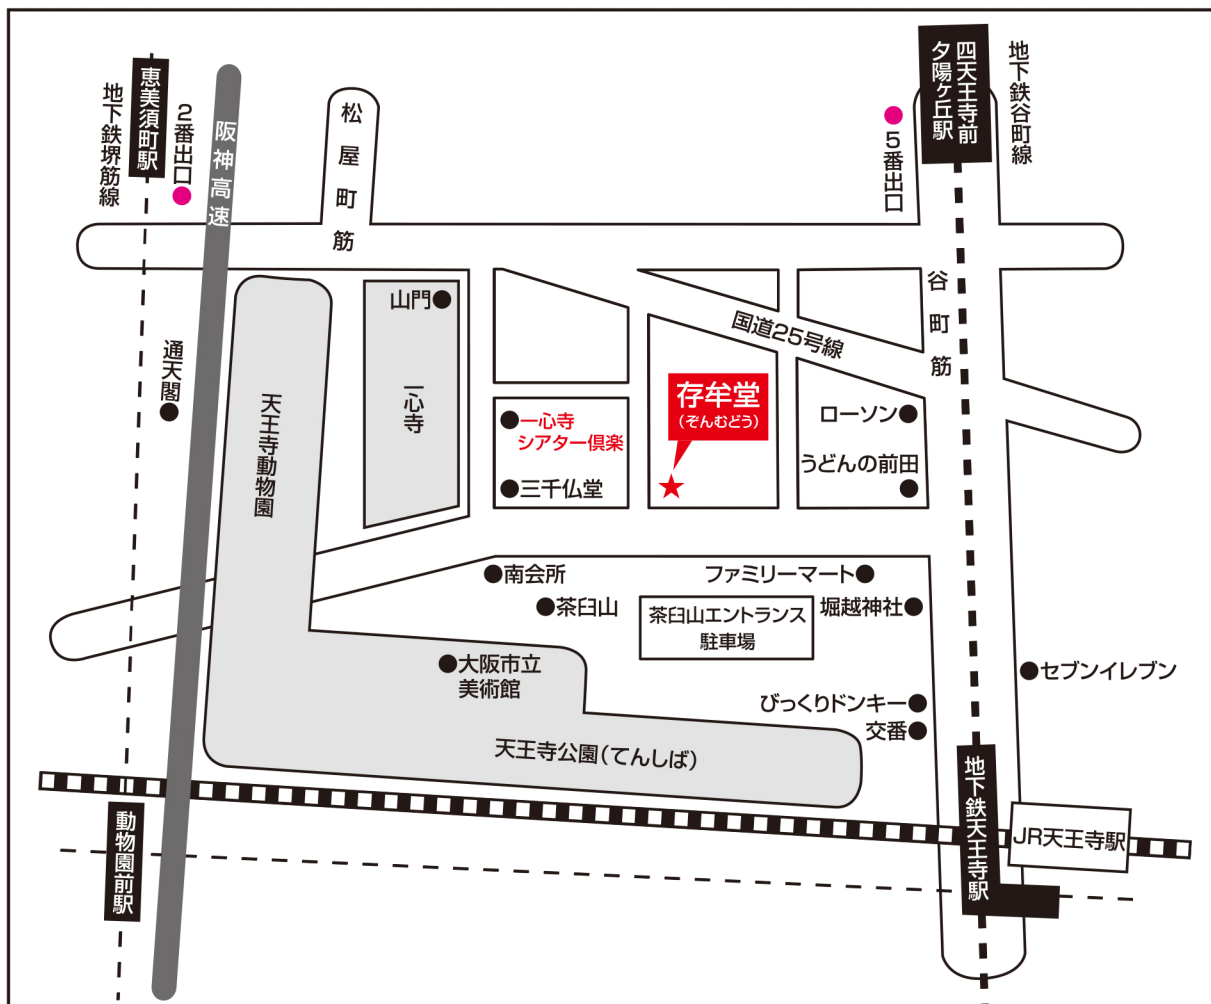 恵美須町駅
地下鉄堺筋線
2番出口
阪神高速
松屋町筋
5番出口
四天王寺前
夕陽ヶ丘駅
地下鉄谷町線
谷町筋
国道25号線
山門
一心寺
通天閣
天王寺動物園
存牟堂
(ぞんむどう)
一心寺
シアター倶楽
三千仏堂
ローソン
うどんの前田
南会所
茶臼山
ファミリーマート
茶臼山エントランス
駐車場
堀越神社
大阪市立
美術館
セブンイレブン
びっくりドンキー
交番
天王寺公園(てんしば)
動物園前駅
地下鉄天王寺駅
JR天王寺駅